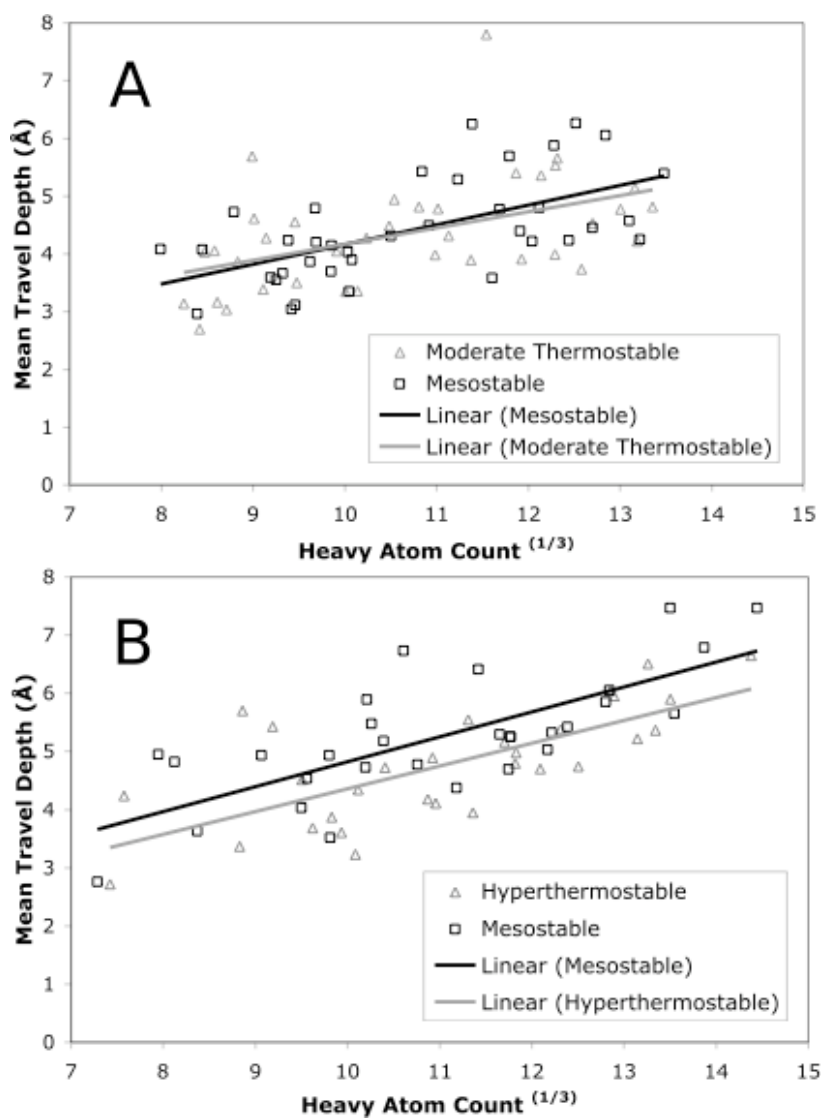 A
8
7
6
5
4
3
2
1
0
Mean Travel Depth (Å)
Moderate Thermostable
Mesostable
Linear (Mesostable)
Linear (Moderate Thermostable)
7 8 9 10 11 12 13 14 15
Heavy Atom Count (1/3)
B
8
7
6
5
4
3
2
1
0
Mean Travel Depth (Å)
Hyperthermostable
Mesostable
Linear (Mesostable)
Linear (Hyperthermostable)
7 8 9 10 11 12 13 14 15
Heavy Atom Count (1/3)